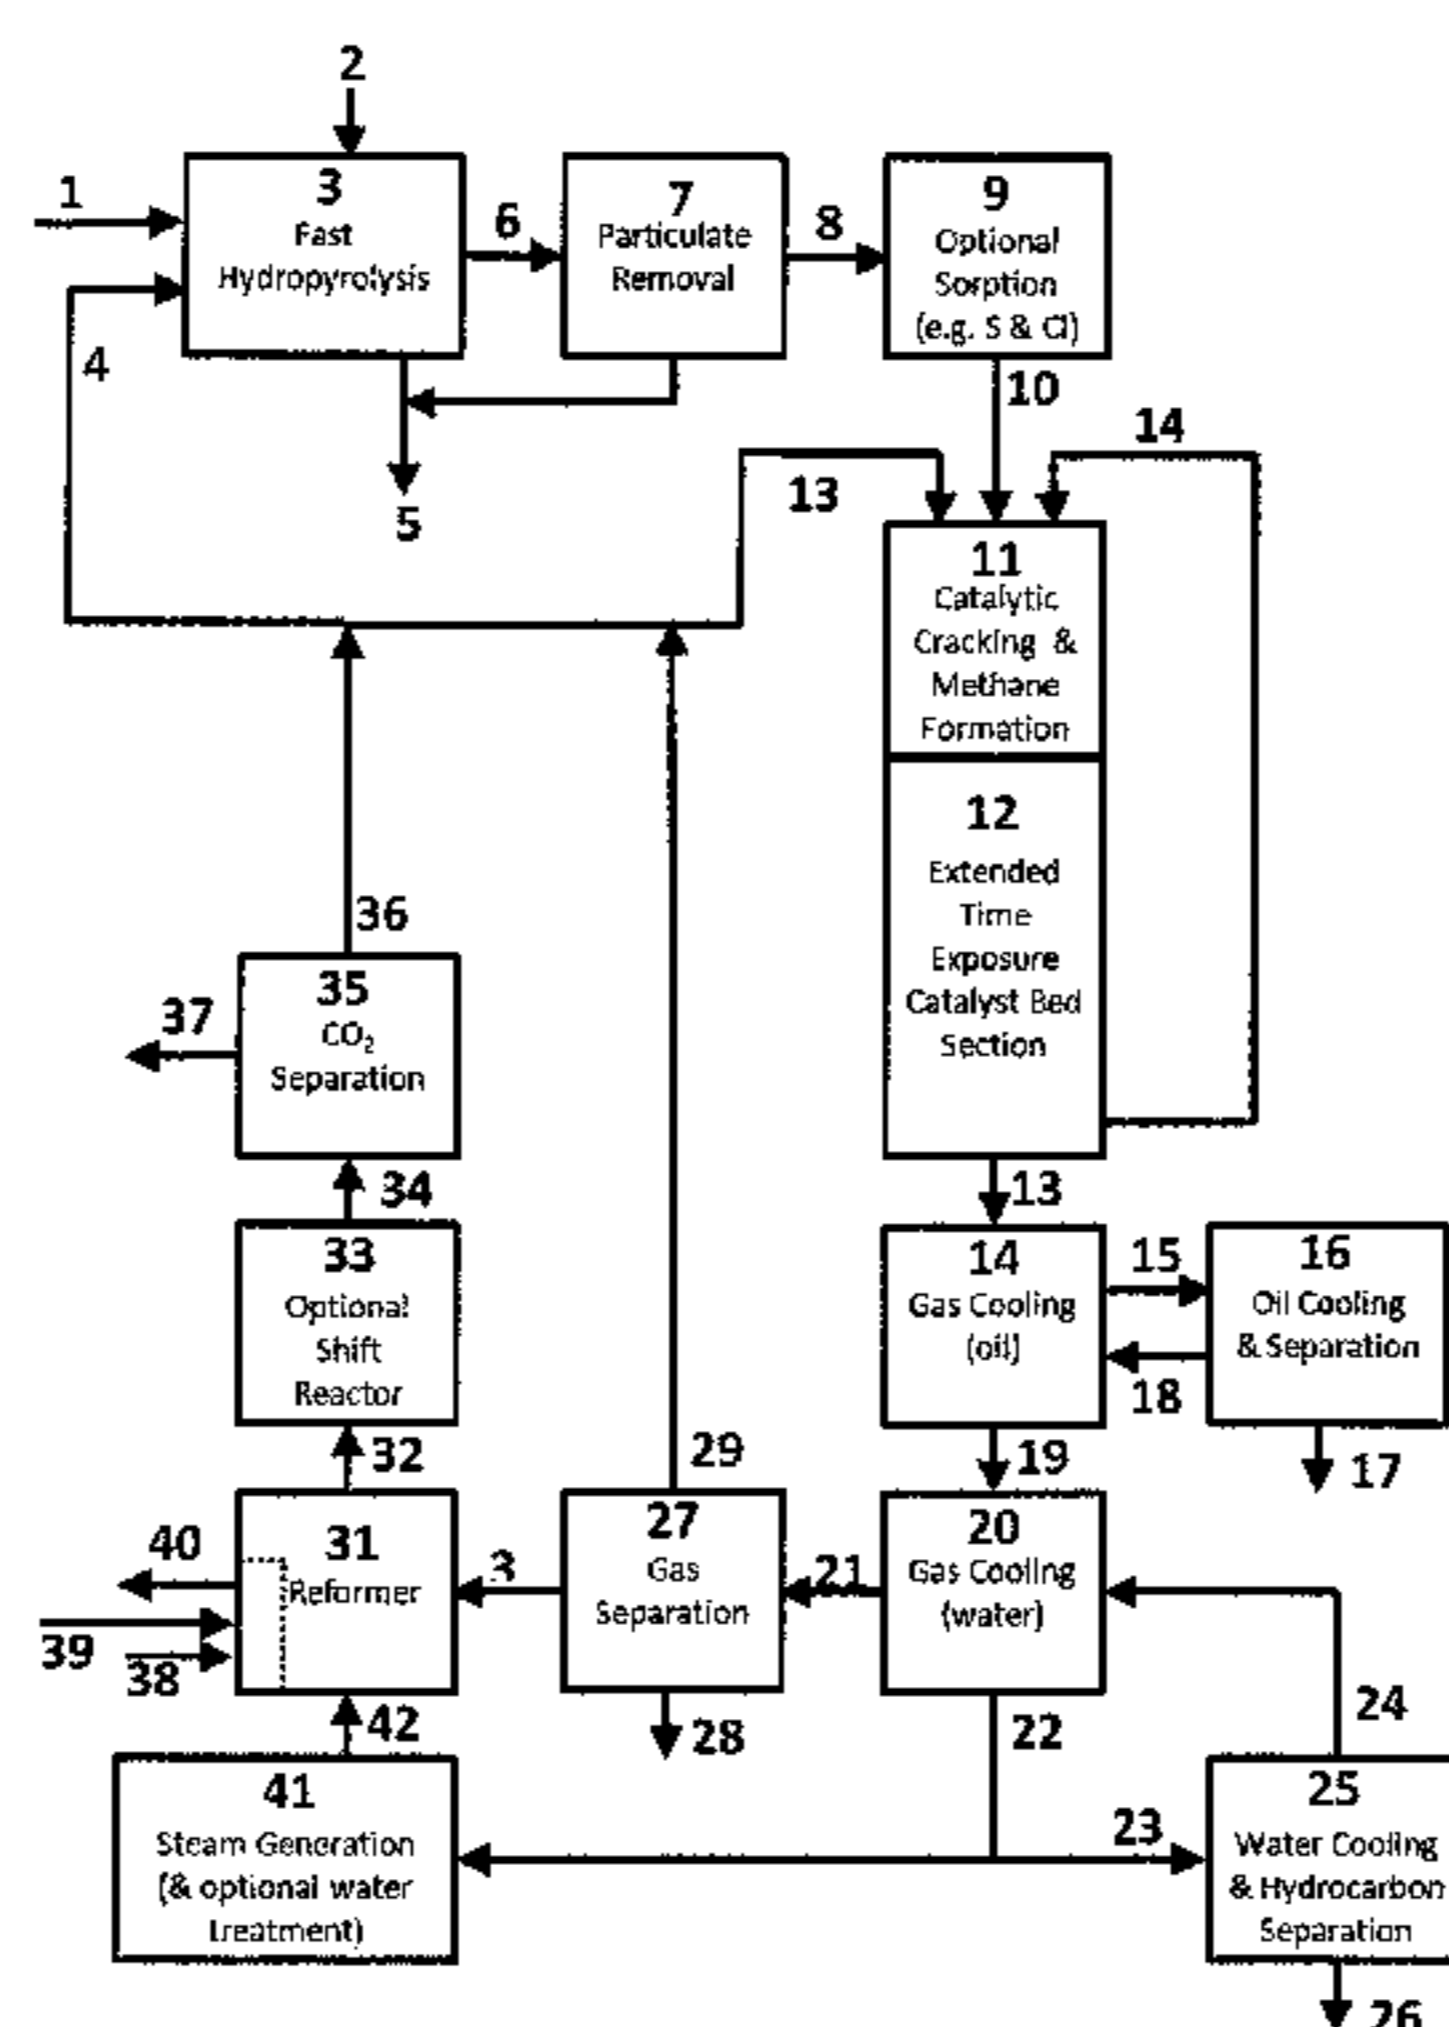 2
1
3
Fast
Hydropyrolysis
6
7
Particulate
Removal
8
9
Optional
Sorption
(e.g. S & Cl)
4
5
10
14
13
11
Catalytic
Cracking &
Methane
Formation
12
Extended
Time
Exposure
Catalyst Bed
Section
36
37
35
CO₂
Separation
34
13
33
Optional
Shift
Reactor
14
Gas Cooling
(oil)
15
18
16
Oil Cooling
& Separation
17
32
29
19
40
39
38
31
Reformer
3
27
Gas
Separation
21
20
Gas Cooling
(water)
42
28
22
24
41
Steam Generation
(& optional water
treatment)
23
25
Water Cooling
& Hydrocarbon
Separation
26